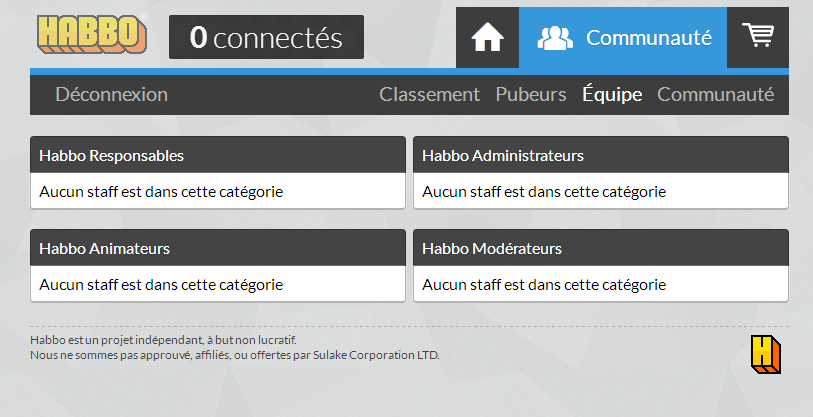 HABBO
0 connectés
Communauté
Déconnexion
Classement Pubeurs Équipe Communauté
Habbo Responsables
Aucun staff est dans cette catégorie
Habbo Administrateurs
Aucun staff est dans cette catégorie
Habbo Animateurs
Aucun staff est dans cette catégorie
Habbo Modérateurs
Aucun staff est dans cette catégorie
Habbo est un projet indépendant, à but non lucratif.
Nous ne sommes pas approuvé, affiliés, ou offertes par Sulake Corporation LTD.
H